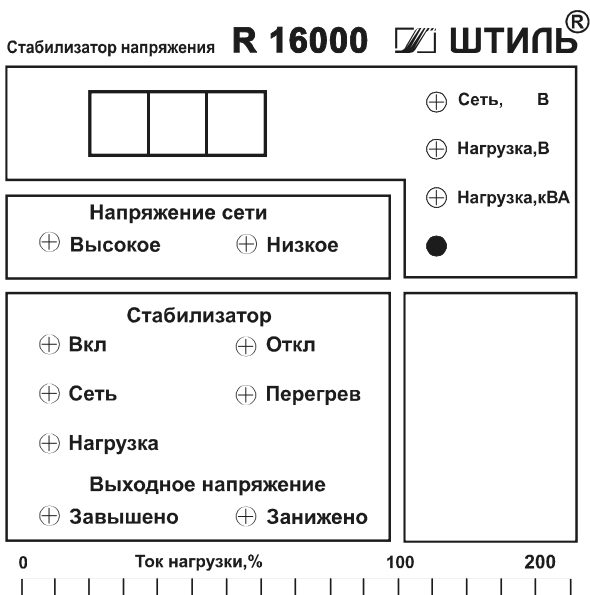 Стабилизатор напряжения R 16000 ШТИЛЬ®
Сеть, В
Нагрузка,В
Нагрузка,кВА
Напряжение сети
Высокое Низкое
Стабилизатор
Вкл Откл
Сеть Перегрев
Нагрузка
Выходное напряжение
Завышено Занижено
0 Ток нагрузки,% 100 200